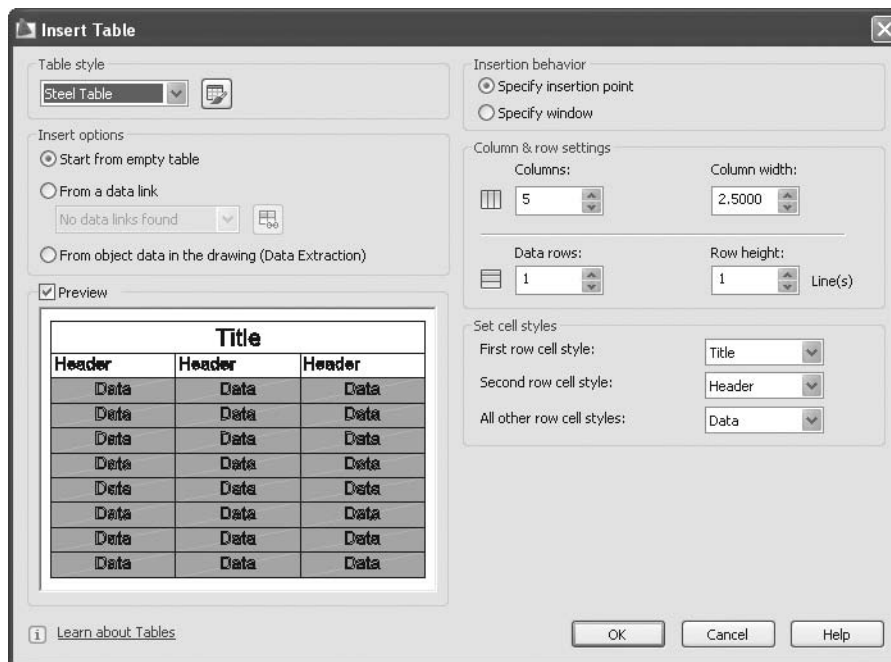 Insert Table
Table style
Steel Table
Insert options
Start from empty table
From a data link
No data links found
From object data in the drawing (Data Extraction)
Preview
Title
Header Header Header
Data Data Data
Data Data Data
Data Data Data
Data Data Data
Data Data Data
Data Data Data
Data Data Data
Data Data Data
Learn about Tables
Insertion behavior
Specify insertion point
Specify window
Column & row settings
Columns: Column width:
5 2.5000
Data rows: Row height:
1 1 Line(s)
Set cell styles
First row cell style: Title
Second row cell style: Header
All other row cell styles: Data
OK Cancel Help